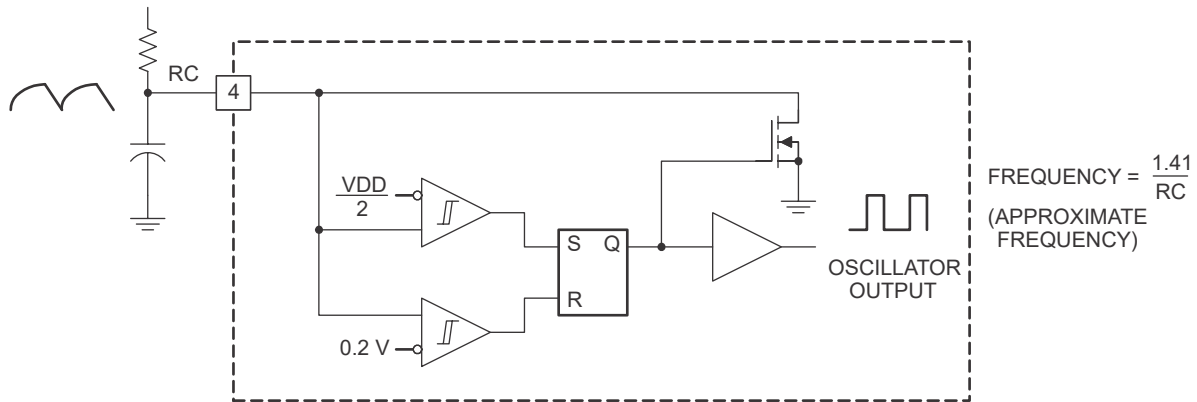 RC
4
VDD
2
0.2 V
S Q
R
OSCILLATOR
OUTPUT
FREQUENCY = 1.41
RC
(APPROXIMATE
FREQUENCY)